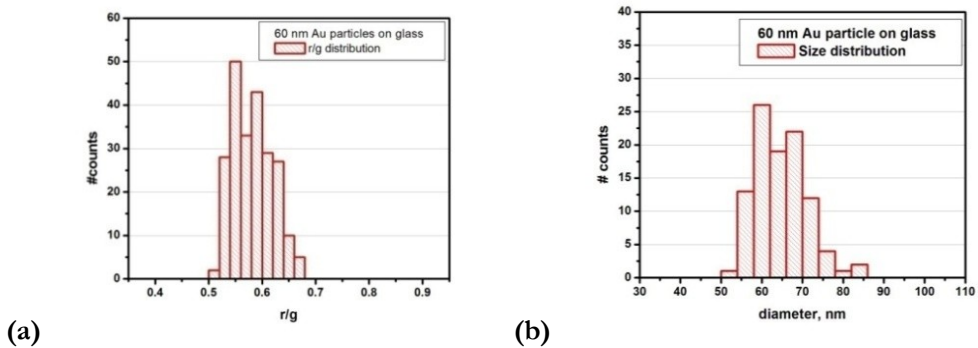 60 nm Au particles on glass
r/g distribution
60
50
40
30
20
10
0
#counts
0.4 0.5 0.6 0.7 0.8 0.9
r/g
(a)
60 nm Au particle on glass
Size distribution
40
35
30
25
20
15
10
5
0
# counts
30 40 50 60 70 80 90 100 110
diameter, nm
(b)